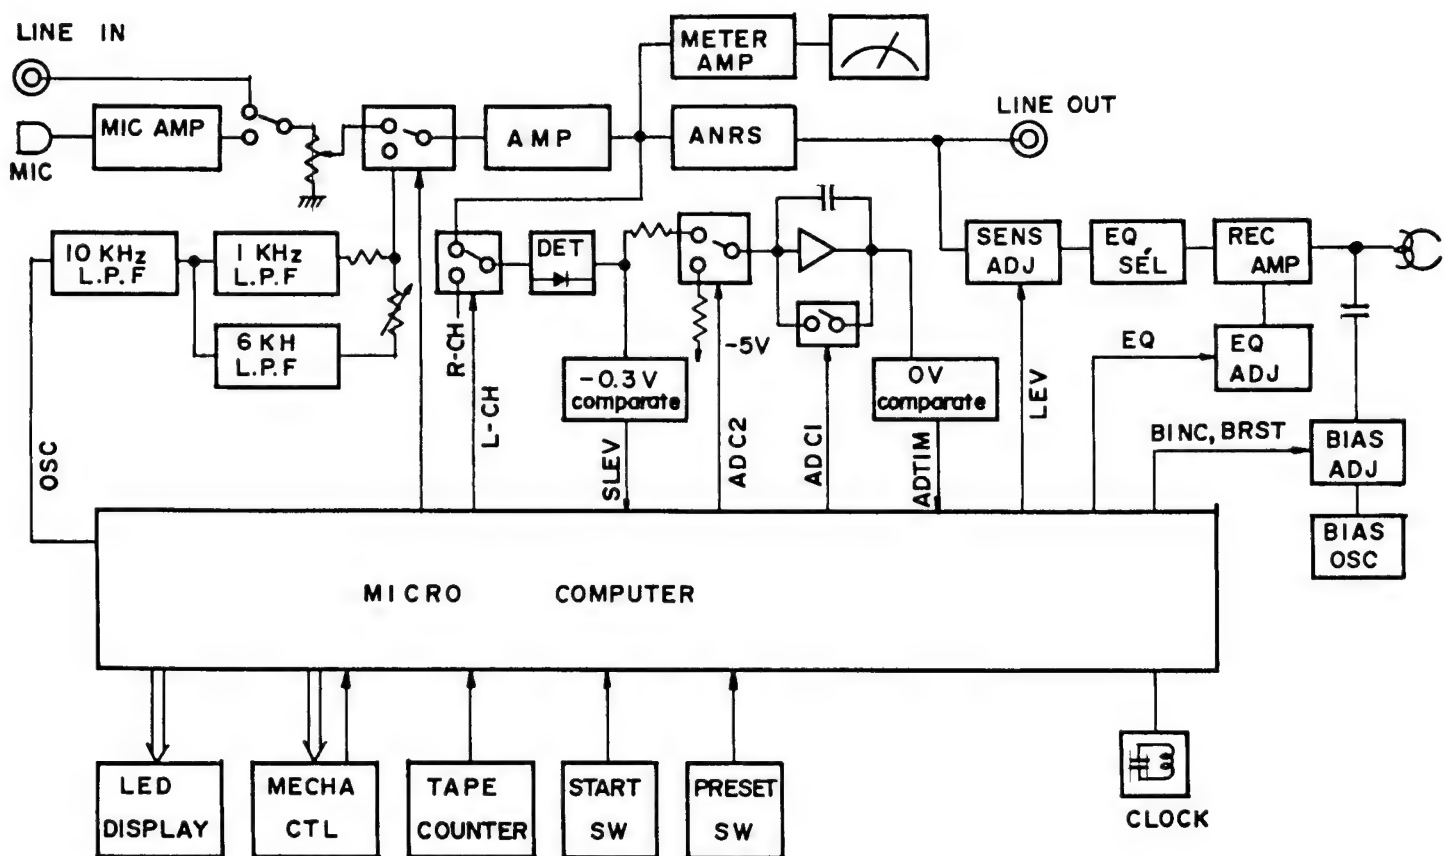 LINE IN
MIC AMP
MIC
METER
AMP
AMP
ANRS
LINE OUT
10 KHz
L.P.F
1 KHz
L.P.F
6 KH
L.P.F
OSC
R-CH
L-CH
DET
-0.3V
comparate
SLEV
-5V
ADC2
ADC1
0V
comparate
ADTIM
SENS
ADJ
LEV
EQ
SEL
REC
AMP
EQ
EQ
ADJ
BINC, BRST
BIAS
ADJ
BIAS
OSC
MICRO COMPUTER
LED
DISPLAY
MECHA
CTL
TAPE
COUNTER
START
SW
PRESET
SW
CLOCK